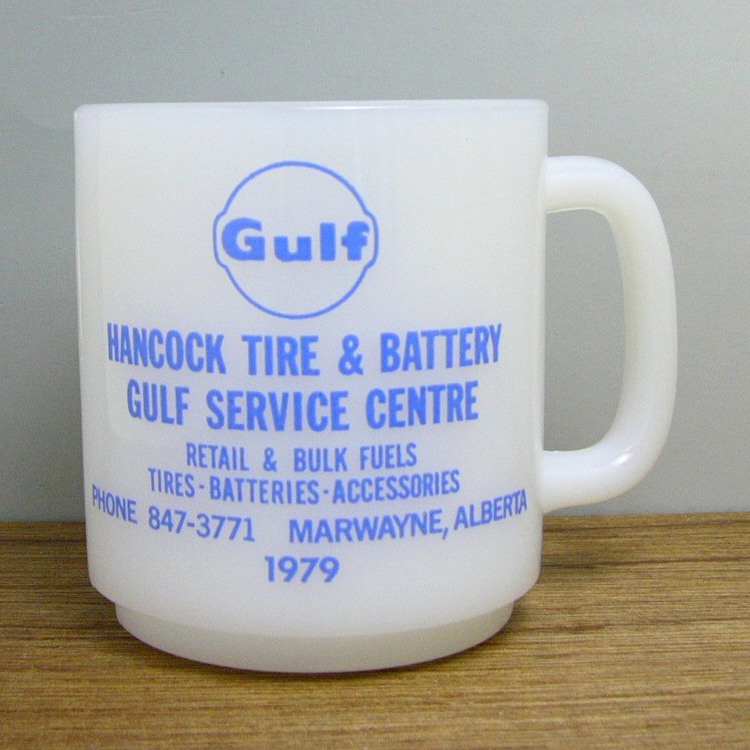 Gulf
HANCOCK TIRE & BATTERY
GULF SERVICE CENTRE
RETAIL & BULK FUELS
TIRES-BATTERIES-ACCESSORIES
PHONE 847-3771 MARWAYNE, ALBERTA
1979